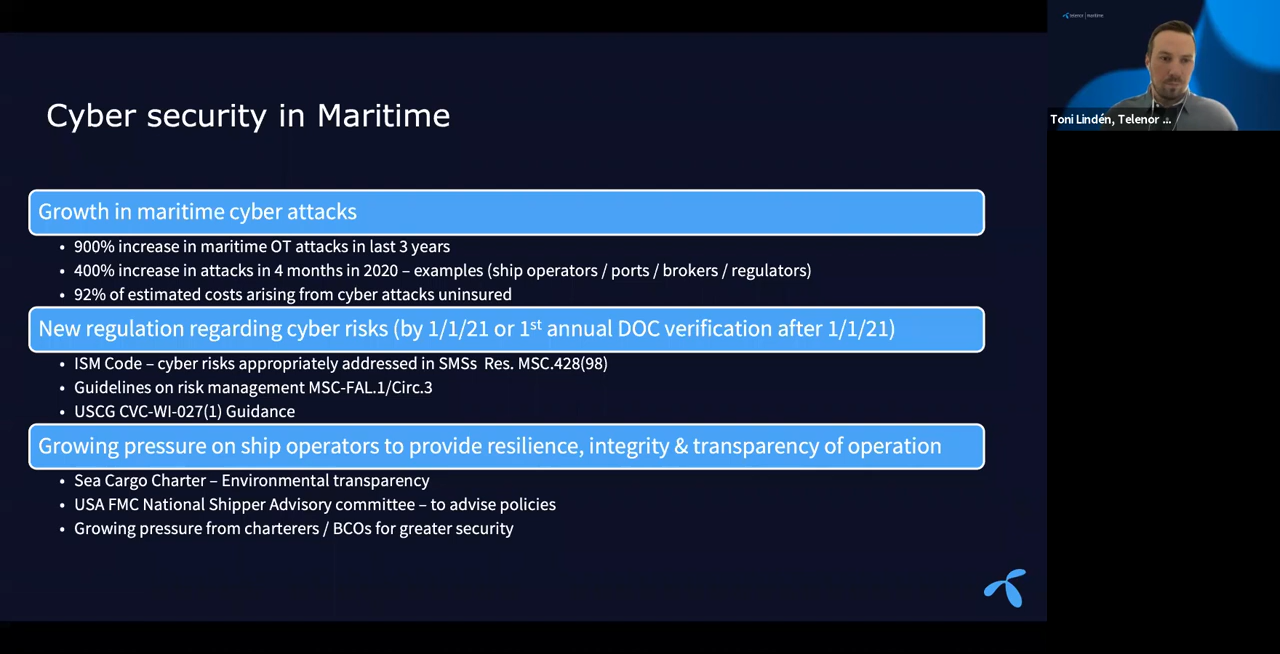 Cyber security in Maritime
Growth in maritime cyber attacks
• 900% increase in maritime OT attacks in last 3 years
• 400% increase in attacks in 4 months in 2020 – examples (ship operators / ports / brokers / regulators)
• 92% of estimated costs arising from cyber attacks uninsured
New regulation regarding cyber risks (by 1/1/21 or 1st annual DOC verification after 1/1/21)
• ISM Code – cyber risks appropriately addressed in SMSs Res. MSC.428(98)
• Guidelines on risk management MSC-FAL.1/Circ.3
• USCG CVC-WI-027(1) Guidance
Growing pressure on ship operators to provide resilience, integrity & transparency of operation
• Sea Cargo Charter – Environmental transparency
• USA FMC National Shipper Advisory committee – to advise policies
• Growing pressure from charterers / BCOs for greater security
telenor | maritime
Toni Lindén, Telenor ...